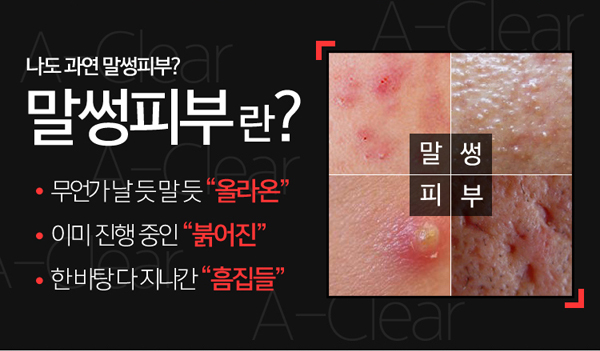 나도 과연 말썽피부?
말썽피부란?
• 무언가 날 듯 말 듯 “올라온”
• 이미 진행 중인 “붉어진”
• 한 바탕 다 지나간 “흠집들”
말 썽
피 부
A-Clear
A-Clear
A-Clear
A-Clear
A-Clear